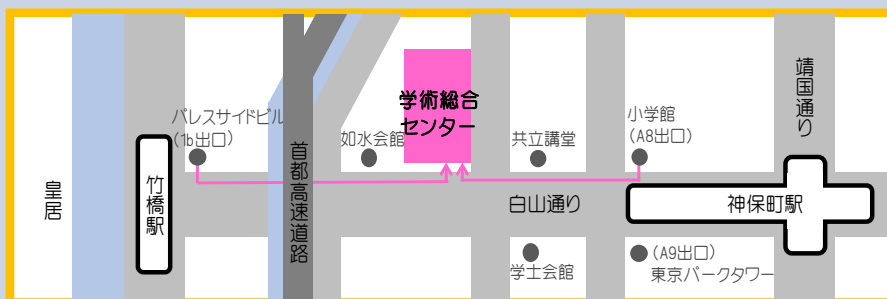 皇居
竹橋駅
パレスサイドビル
(1b出口)
首都高速道路
如水会館
学術総合
センター
共立講堂
小学館
(A8出口)
靖国通り
白山通り
神保町駅
学士会館
(A9出口)
東京パークタワー